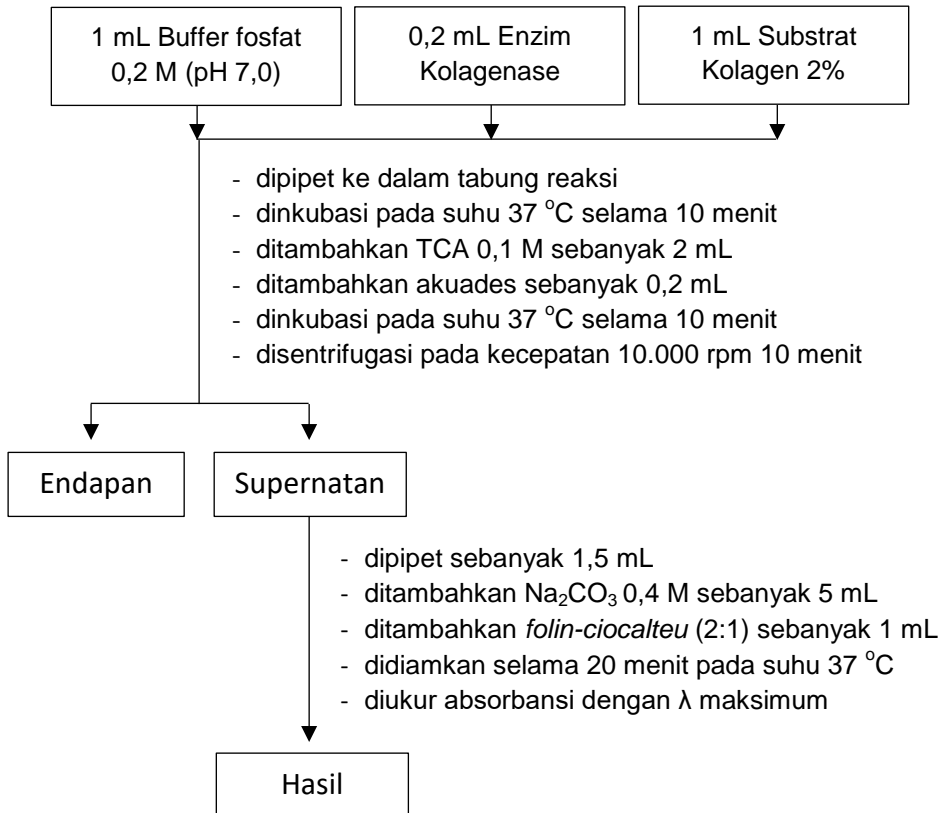 1 mL Buffer fosfat
0,2 M (pH 7,0)
0,2 mL Enzim
Kolagenase
1 mL Substrat
Kolagen 2%
- dipipet ke dalam tabung reaksi
- dinkubasi pada suhu 37 °C selama 10 menit
- ditambahkan TCA 0,1 M sebanyak 2 mL
- ditambahkan akuades sebanyak 0,2 mL
- dinkubasi pada suhu 37 °C selama 10 menit
- disentrifugasi pada kecepatan 10.000 rpm 10 menit
Endapan
Supernatan
- dipipet sebanyak 1,5 mL
- ditambahkan Na₂CO₃ 0,4 M sebanyak 5 mL
- ditambahkan folin-ciocalteu (2:1) sebanyak 1 mL
- didiamkan selama 20 menit pada suhu 37 °C
- diukur absorbansi dengan λ maksimum
Hasil